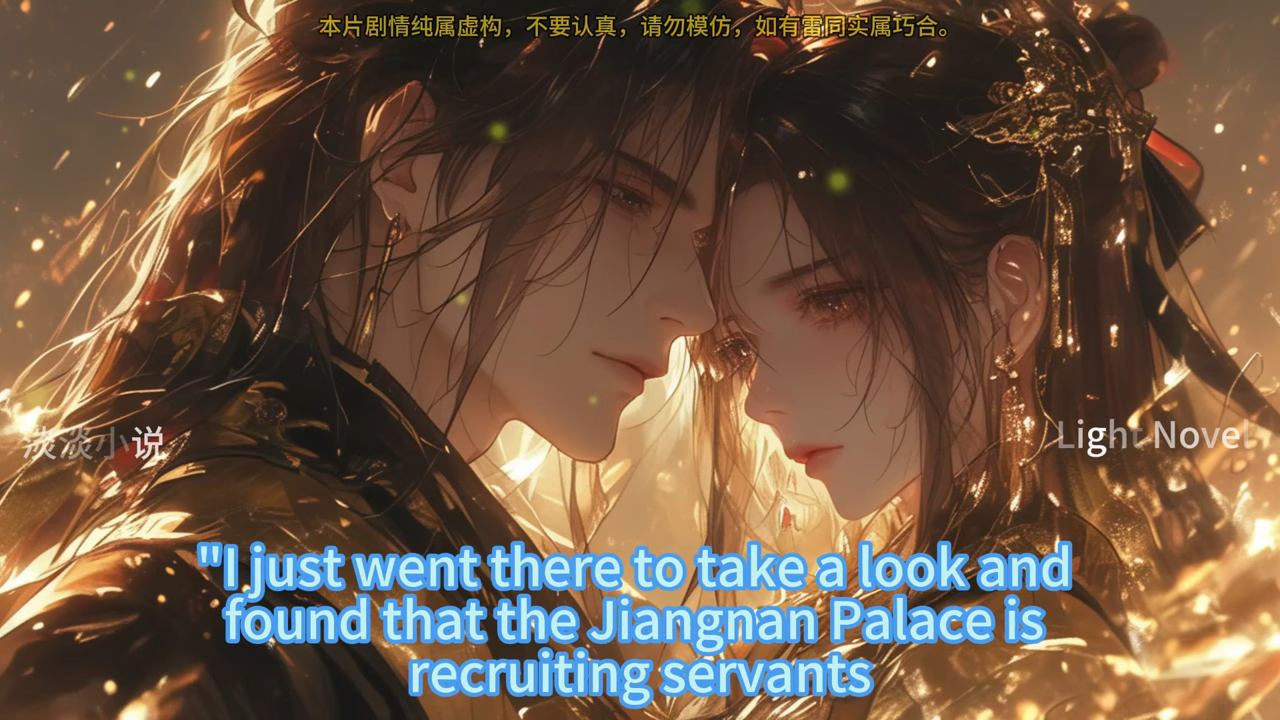 本片剧情纯属虚构，不要认真，请勿模仿，如有雷同实属巧合。
淡淡小说
Light Novel
"I just went there to take a look and
found that the Jiangnan Palace is
recruiting servants